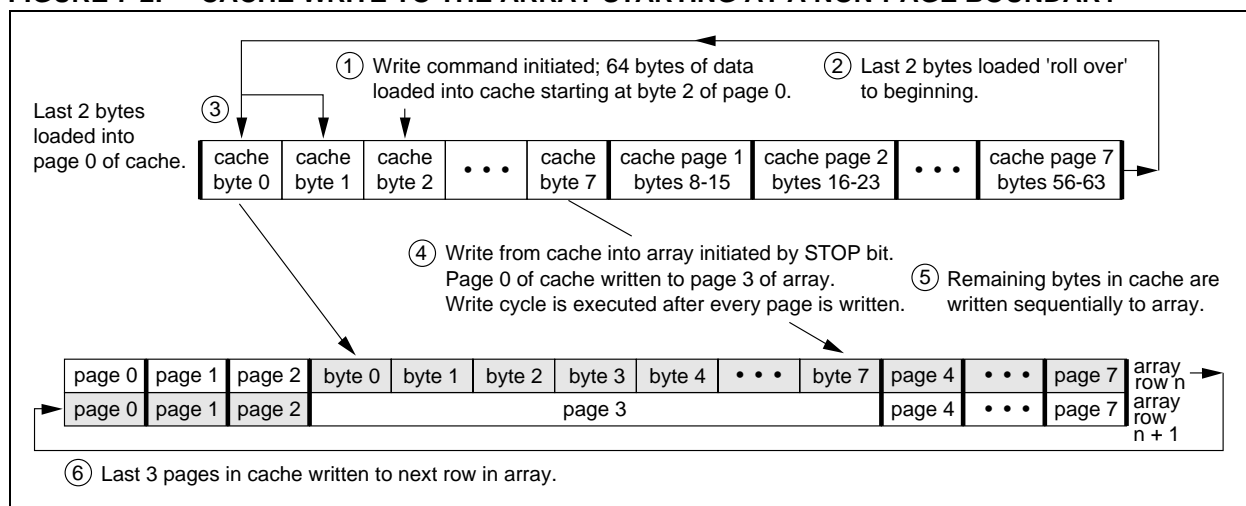 FIGURE 7-2: CACHE WRITE TO THE ARRAY STARTING AT A NON-PAGE BOUNDARY
① Write command initiated; 64 bytes of data
loaded into cache starting at byte 2 of page 0.
② Last 2 bytes loaded 'roll over'
to beginning.
Last 2 bytes
loaded into
page 0 of cache.
③
cache byte 0
cache byte 1
cache byte 2
• • •
cache byte 7
cache page 1 bytes 8-15
cache page 2 bytes 16-23
• • •
cache page 7 bytes 56-63
④ Write from cache into array initiated by STOP bit.
Page 0 of cache written to page 3 of array.
Write cycle is executed after every page is written.
⑤ Remaining bytes in cache are
written sequentially to array.
page 0 page 1 page 2 byte 0 byte 1 byte 2 byte 3 byte 4 • • • byte 7 page 4 • • • page 7 array row n
page 0 page 1 page 2 page 3 page 4 • • • page 7 array row n + 1
⑥ Last 3 pages in cache written to next row in array.